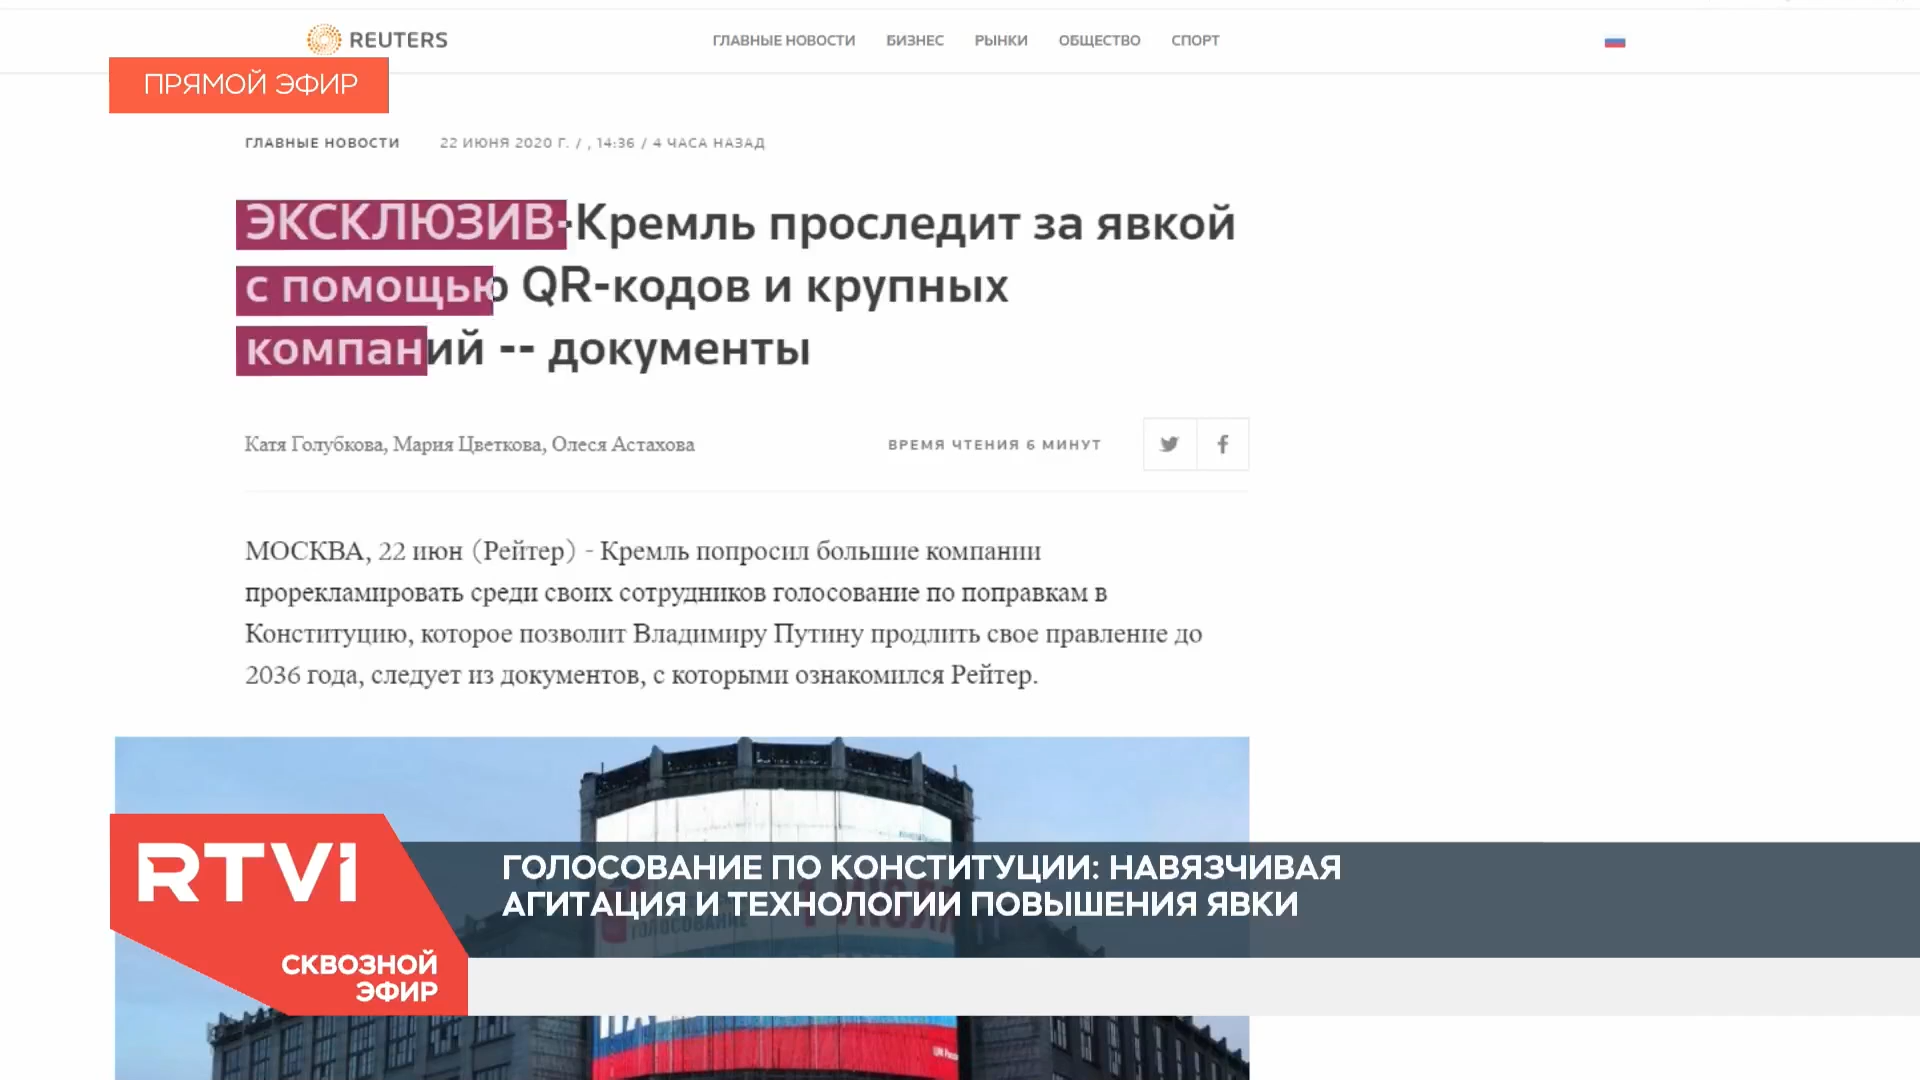 REUTERS
ГЛАВНЫЕ НОВОСТИ БИЗНЕС РЫНКИ ОБЩЕСТВО СПОРТ
ПРЯМОЙ ЭФИР
ГЛАВНЫЕ НОВОСТИ 22 ИЮНЯ 2020 Г. / , 14:36 / 4 ЧАСА НАЗАД
ЭКСКЛЮЗИВ-Кремль проследит за явкой
с помощью QR-кодов и крупных
компаний -- документы
Катя Голубкова, Мария Цветкова, Олеся Астахова
ВРЕМЯ ЧТЕНИЯ 6 МИНУТ
МОСКВА, 22 июн (Рейтер) - Кремль попросил большие компании
прорекламировать среди своих сотрудников голосование по поправкам в
Конституцию, которое позволит Владимиру Путину продлить свое правление до
2036 года, следует из документов, с которыми ознакомился Рейтер.
RTVI
СКВОЗНОЙ
ЭФИР
ГОЛОСОВАНИЕ ПО КОНСТИТУЦИИ: НАВЯЗЧИВАЯ
АГИТАЦИЯ И ТЕХНОЛОГИИ ПОВЫШЕНИЯ ЯВКИ
ГОЛОСОВАНИЕ
1 ИЮЛЯ